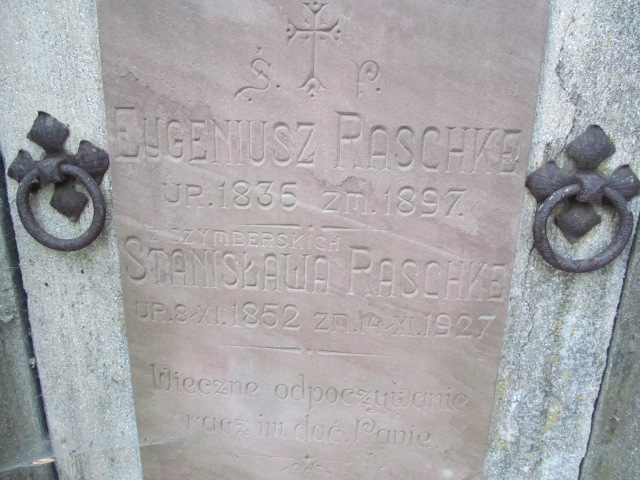 Ś. P.
EUGENIUSZ RASCHKE
UR. 1836 ZM. 1897.
Z SZYMBERSKICH
STANISŁAWA RASCHKE
UR. 8·XI. 1852 ZM. 14·XI. 1927
Wieczne odpoczywanie
racz im dać Panie.